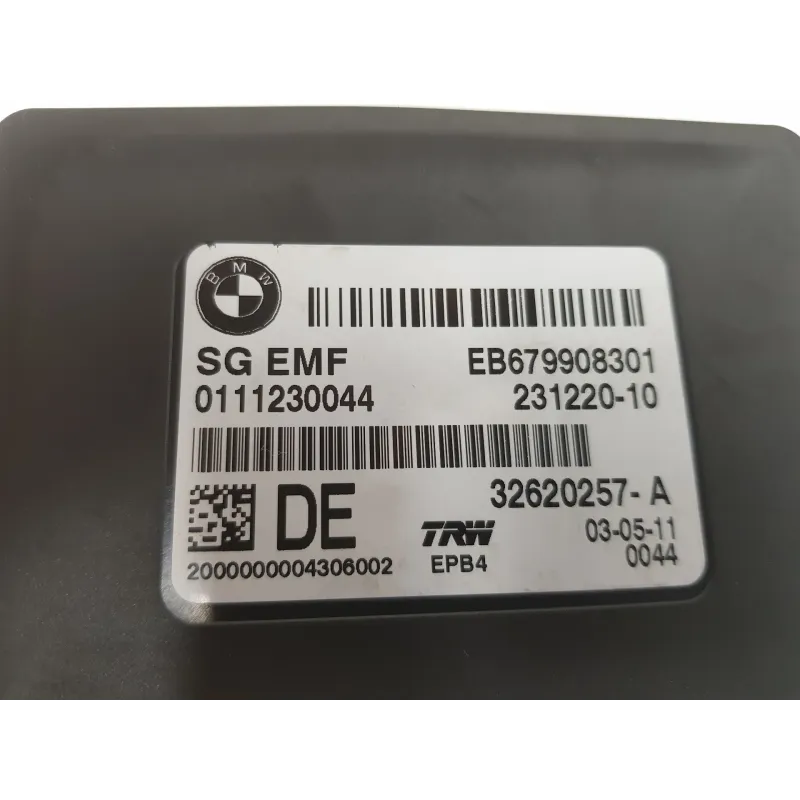 BMW
SG EMF EB679908301
0111230044 231220-10
32620257- A
DE TRW 03-05-11
2000000004306002 EPB4 0044